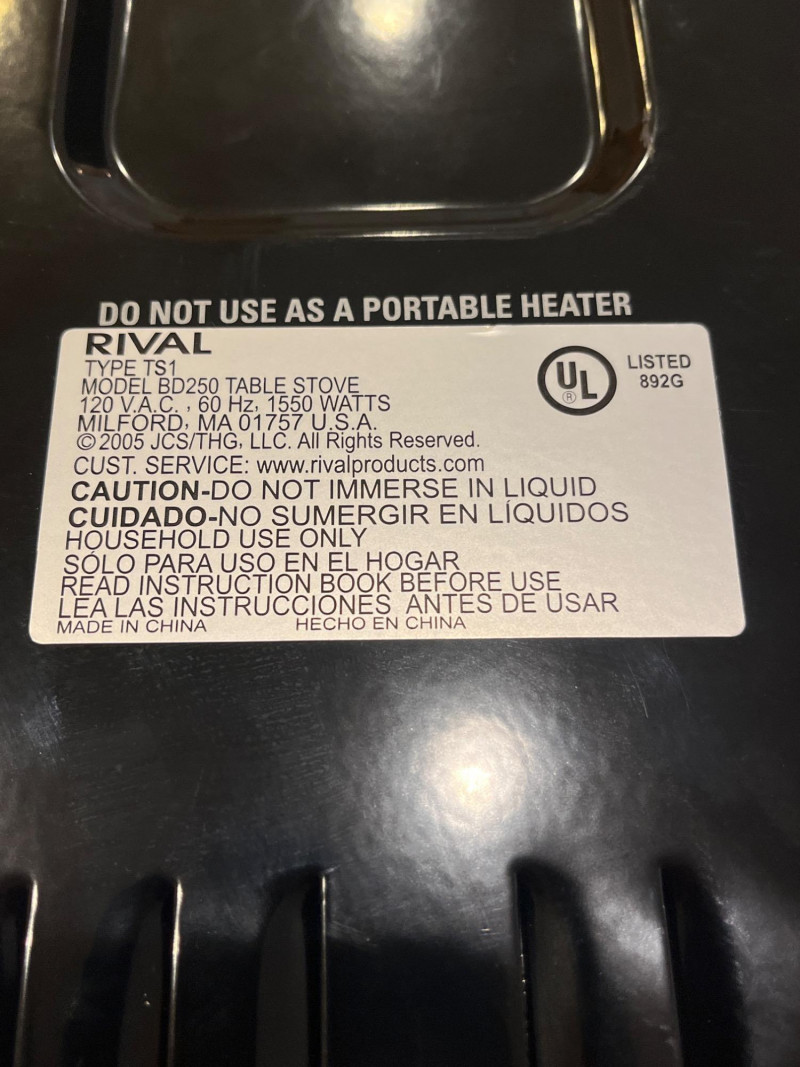 DO NOT USE AS A PORTABLE HEATER
RIVAL
TYPE TS1
MODEL BD250 TABLE STOVE
120 V.A.C. , 60 Hz, 1550 WATTS
MILFORD, MA 01757 U.S.A.
©2005 JCS/THG, LLC. All Rights Reserved.
CUST. SERVICE: www.rivalproducts.com
UL ®
LISTED
892G
CAUTION-DO NOT IMMERSE IN LIQUID
CUIDADO-NO SUMERGIR EN LÍQUIDOS
HOUSEHOLD USE ONLY
SÓLO PARA USO EN EL HOGAR
READ INSTRUCTION BOOK BEFORE USE
LEA LAS INSTRUCCIONES ANTES DE USAR
MADE IN CHINA HECHO EN CHINA